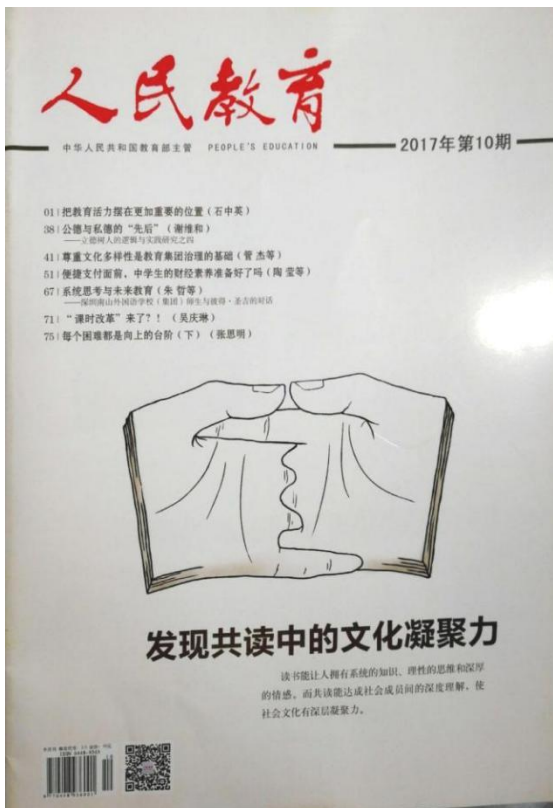 人民教育
中华人民共和国教育部主管 PEOPLE'S EDUCATION
2017年第10期
01|把教育活力摆在更加重要的位置(石中英)
38|公德与私德的“先后”(谢维和)
——立德树人的逻辑与实践研究之四
41|尊重文化多样性是教育集团治理的基础(管 杰等)
51|便捷支付面前,中学生的财经素养准备好了吗(陶 莹等)
67|系统思考与未来教育(朱 哲等)
——深圳南山外国语学校(集团)师生与彼得·圣吉的对话
71|“课时改革”来了?!(吴庆琳)
75|每个困难都是向上的台阶(下)(张思明)
发现共读中的文化凝聚力
读书能让人拥有系统的知识、理性的思维和深厚
的情感。而共读能达成社会成员间的深度理解,使
社会文化有深层凝聚力。